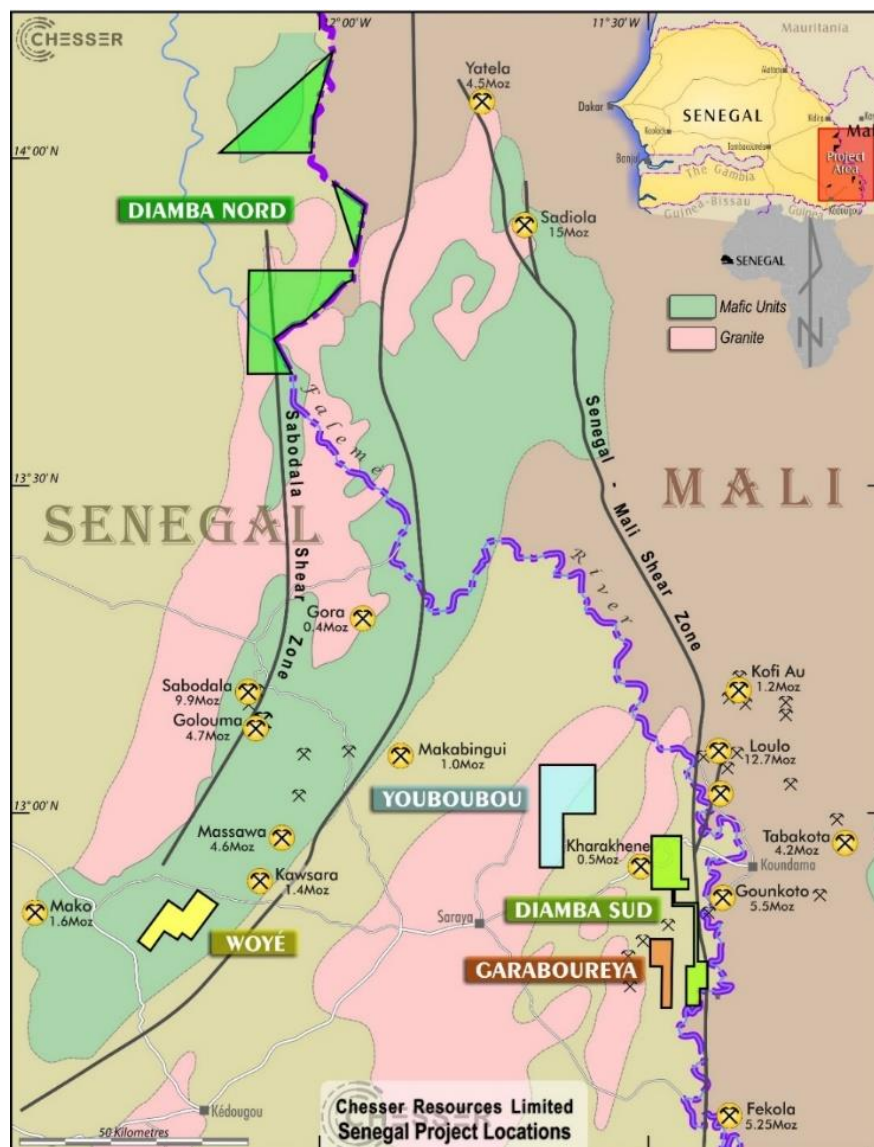 CHESSER
12°00' W
11°30' W
Mauritania
Yatela
4.5Moz
Dakar
SENEGAL
Mali
Banjul
The Gambia
Project
Area
Guinea-Bissau
Guinea
Kédougou
14°00' N
DIAMBA NORD
Sadiola
15Moz
SENEGAL
Mafic Units
Granite
N
Falemé
River
Sabodala
Shear
Zone
Senegal - Mali Shear Zone
13°30' N
SENEGAL
MALI
Gora
0.4Moz
Sabodala
9.9Moz
Golouma
4.7Moz
Kofi Au
1.2Moz
Makabingui
1.0Moz
Loulo
12.7Moz
YOUBOUBOU
13°00' N
Massawa
4.6Moz
Kharakhene
0.5Moz
Tabakota
4.2Moz
Koundama
Kawsara
1.4Moz
Gounkoto
5.5Moz
Mako
1.6Moz
DIAMBA SUD
Saraya
WOYÉ
GARABOUREYA
Kédougou
Fekola
5.25Moz
CHESSER
Chesser Resources Limited
Senegal Project Locations
50 Kilometres